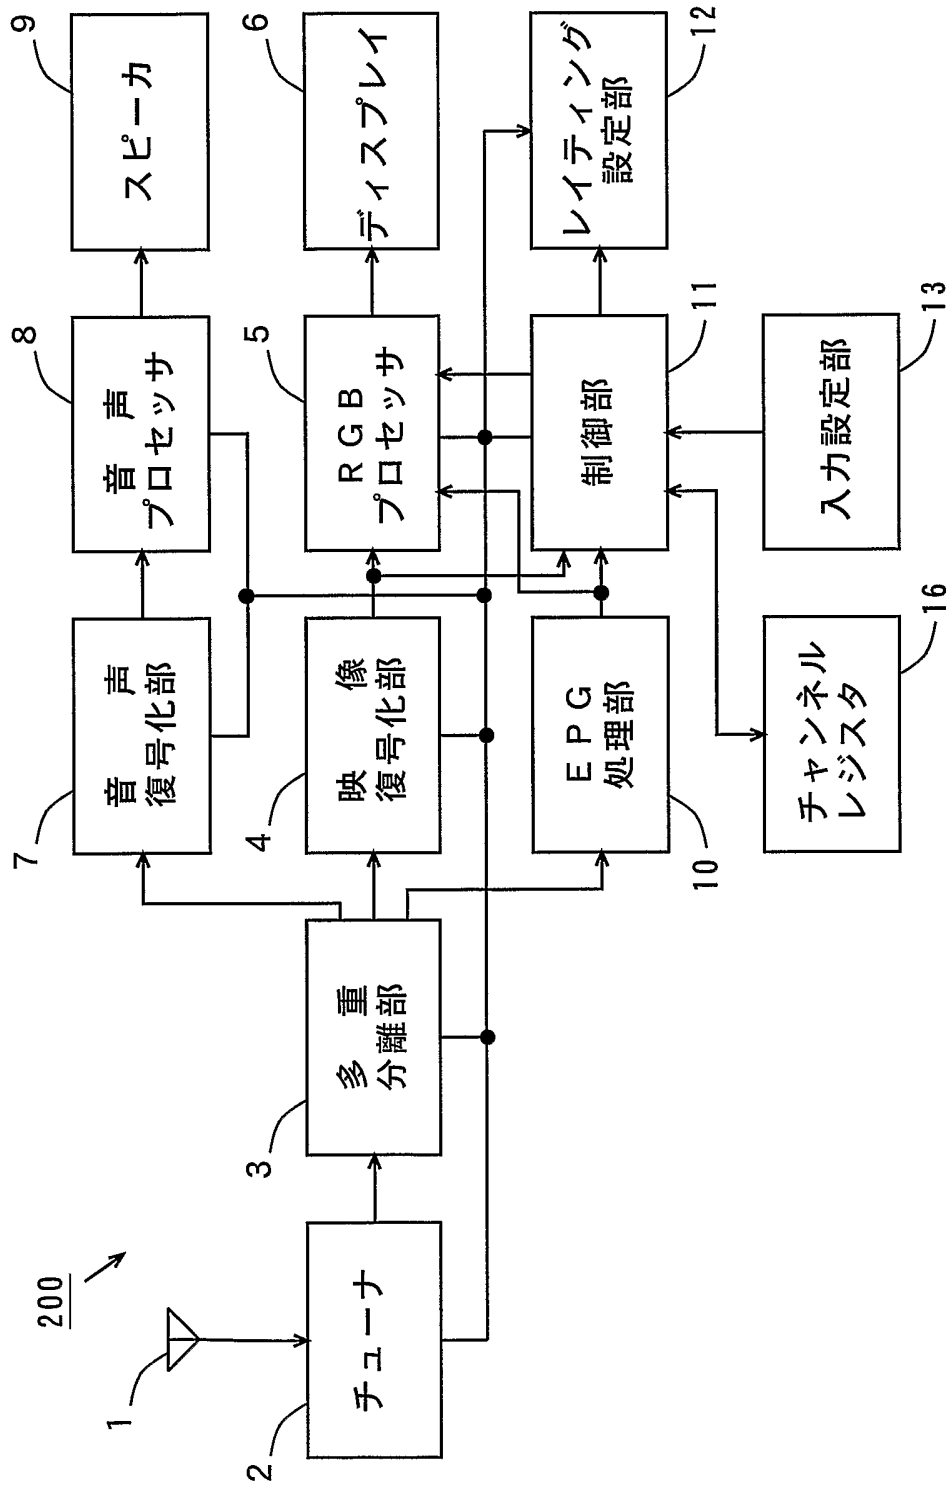 200
1
2
チューナ
3
多重
分離部
7
音声
復号化部
4
映像
復号化部
10
EPG
処理部
16
チャンネル
レジスタ
8
音声
プロセッサ
5
RGB
プロセッサ
11
制御部
13
入力設定部
9
スピーカ
6
ディスプレイ
12
レイティング
設定部